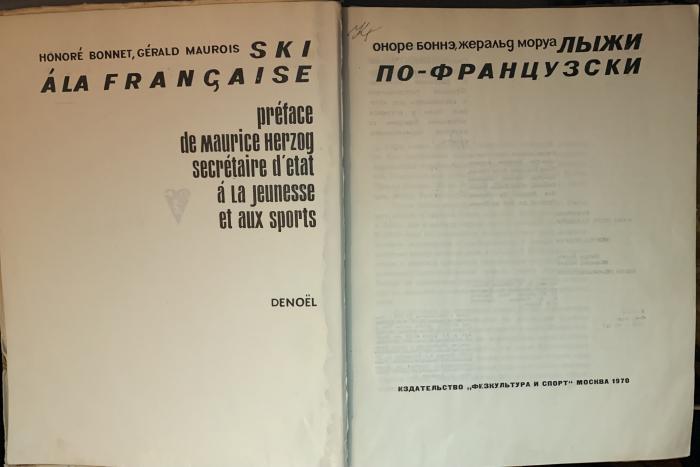 HONORÉ BONNET, GÉRALD MAUROIS SKI
Á LA FRANÇAISE
préface
de Maurice Herzog
secrétaire d'etat
á la jeunesse
et aux sports
DENOËL
ОНОРЕ БОННЭ, ЖЕРАЛЬД МОРУА ЛЫЖИ
ПО-ФРАНЦУЗСКИ
ИЗДАТЕЛЬСТВО „ФИЗКУЛЬТУРА И СПОРТ" МОСКВА 1970